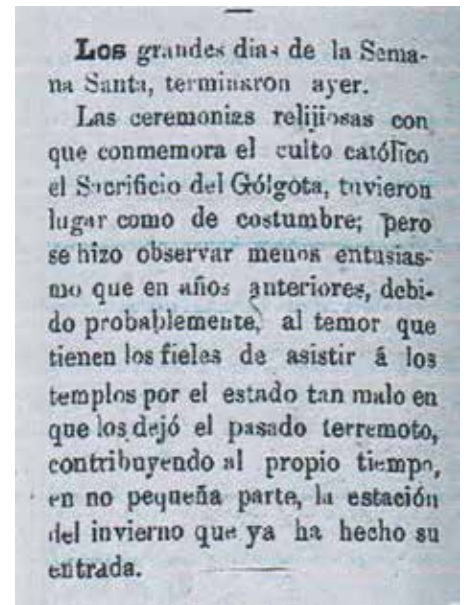 Los grandes dias de la Sema-
na Santa, terminaron ayer.
Las ceremonias relijiosas con
que conmemora el culto católico
el Sacrificio del Gólgota, tuvieron
lugar como de costumbre; pero
se hizo observar menos entusias-
mo que en años anteriores, debi-
do probablemente, al temor que
tienen los fieles de asistir á los
templos por el estado tan malo en
que los dejó el pasado terremoto,
contribuyendo al propio tiempo,
en no pequeña parte, la estación
del invierno que ya ha hecho su
entrada.